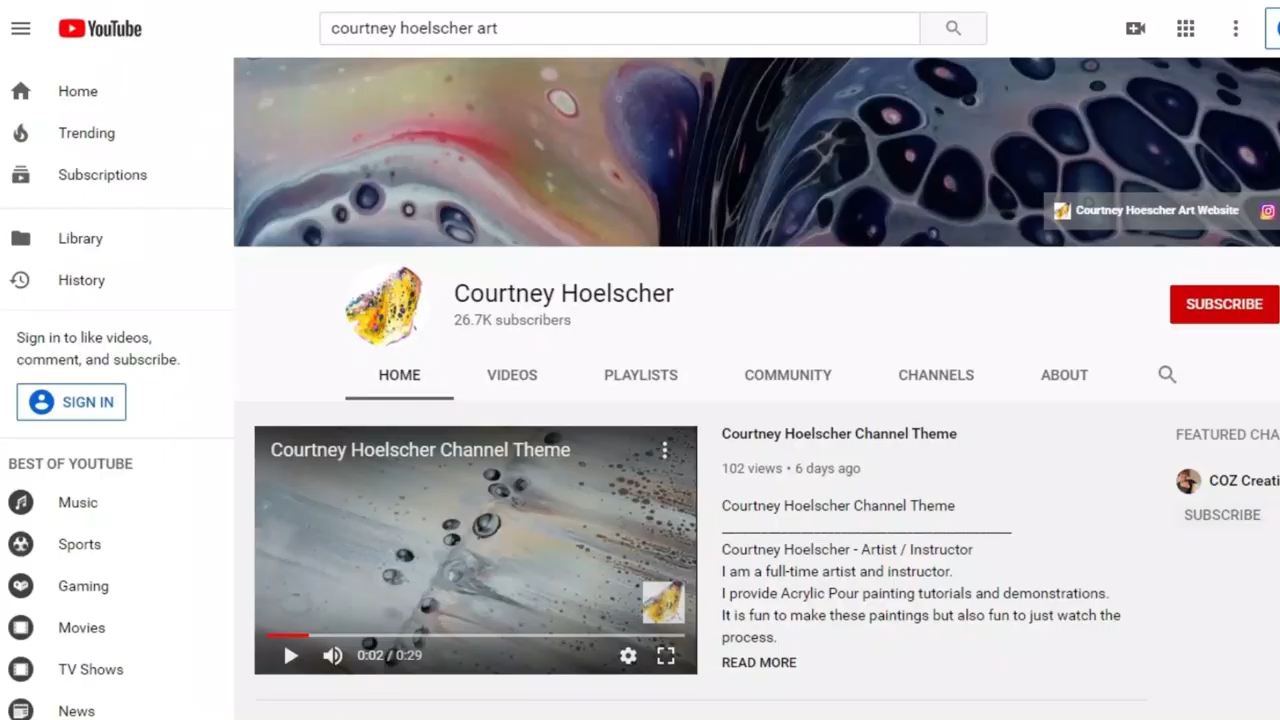 YouTube
courtney hoelscher art
Home
Trending
Subscriptions
Library
History
Sign in to like videos,
comment, and subscribe.
SIGN IN
BEST OF YOUTUBE
Music
Sports
Gaming
Movies
TV Shows
News
Courtney Hoescher Art Website
Courtney Hoelscher
26.7K subscribers
SUBSCRIBE
HOME VIDEOS PLAYLISTS COMMUNITY CHANNELS ABOUT
Courtney Hoelscher Channel Theme
0:02 / 0:29
Courtney Hoelscher Channel Theme
102 views • 6 days ago
Courtney Hoelscher Channel Theme
Courtney Hoelscher - Artist / Instructor
I am a full-time artist and instructor.
I provide Acrylic Pour painting tutorials and demonstrations.
It is fun to make these paintings but also fun to just watch the
process.
READ MORE
FEATURED CHA
COZ Creati
SUBSCRIBE